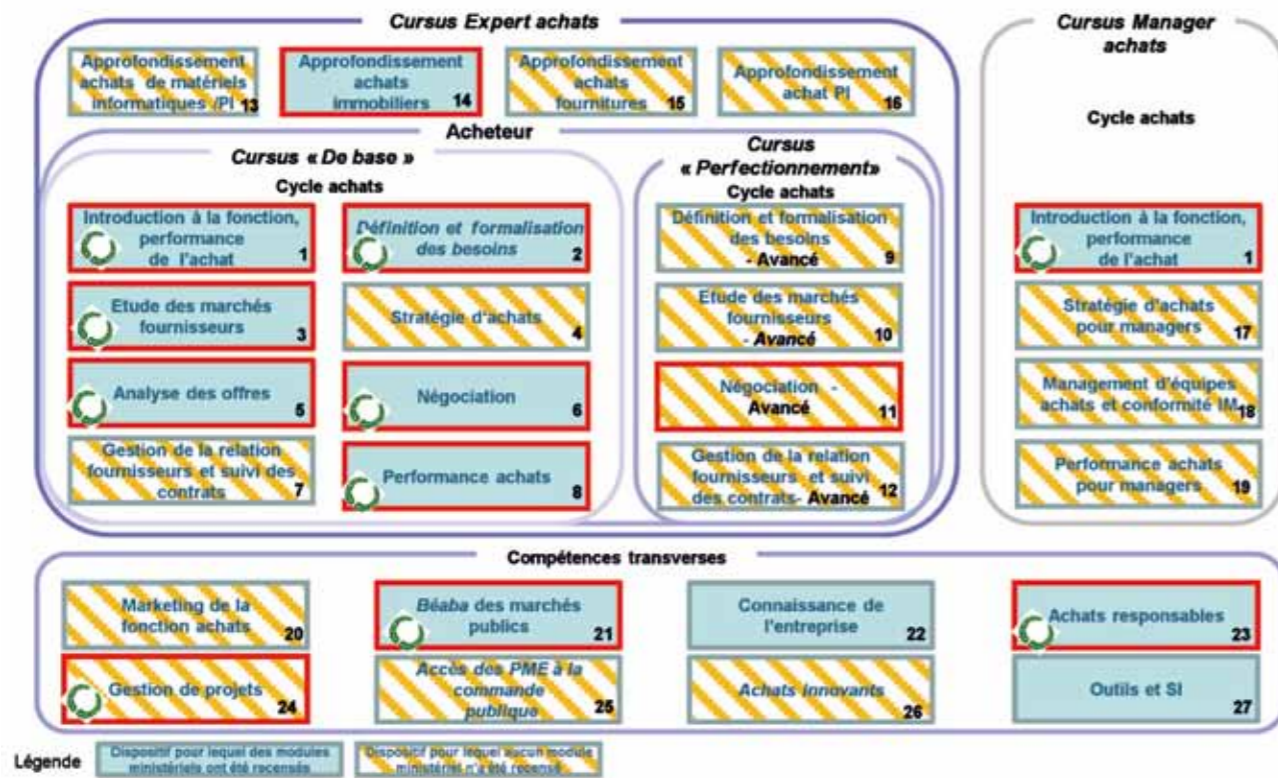 Cursus Expert achats
Cursus Manager
achats
Approfondissement
achats de matériels
informatiques /PI 13
Approfondissement
achats
immobiliers 14
Approfondissement
achats
fournitures 15
Approfondissement
achat PI 16
Cycle achats
Acheteur
Cursus « De base »
Cycle achats
Cursus
« Perfectionnement»
Cycle achats
Introduction à la fonction,
performance
de l'achat 1
Définition et formalisation
des besoins 2
Définition et formalisation
des besoins
- Avancé 9
Introduction à la fonction,
performance
de l'achat 1
Etude des marchés
fournisseurs 3
Stratégie d'achats 4
Etude des marchés
fournisseurs
- Avancé 10
Stratégie d'achats
pour managers 17
Analyse des offres 5
Négociation 6
Négociation -
Avancé 11
Management d'équipes
achats et conformité IM 18
Gestion de la relation
fournisseurs et suivi des
contrats 7
Performance achats 8
Gestion de la relation
fournisseurs et suivi
des contrats- Avancé 12
Performance achats
pour managers 19
Compétences transverses
Marketing de la
fonction achats 20
Béaba des marchés
publics 21
Connaissance de
l'entreprise 22
Achats responsables 23
Gestion de projets 24
Accès des PME à la
commande
publique 25
Achats innovants 26
Outils et SI 27
Légende
Dispositif pour lequel des modules
ministériels ont été recensés
Dispositif pour lequel aucun module
ministériel n'a été recensé